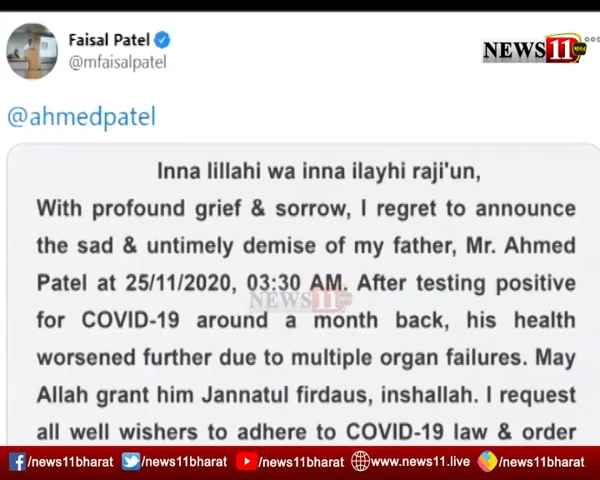 Faisal Patel
@mfaisalpatel
NEWS11
@ahmedpatel
Inna lillahi wa inna ilayhi raji'un,
With profound grief & sorrow, I regret to announce
the sad & untimely demise of my father, Mr. Ahmed
Patel at 25/11/2020, 03:30 AM. After testing positive
NEWS11
for COVID-19 around a month back, his health
worsened further due to multiple organ failures. May
Allah grant him Jannatul firdaus, inshallah. I request
all well wishers to adhere to COVID-19 law & order
/news11bharat /news11bharat /news11bharat www.news11.live /news11bharat